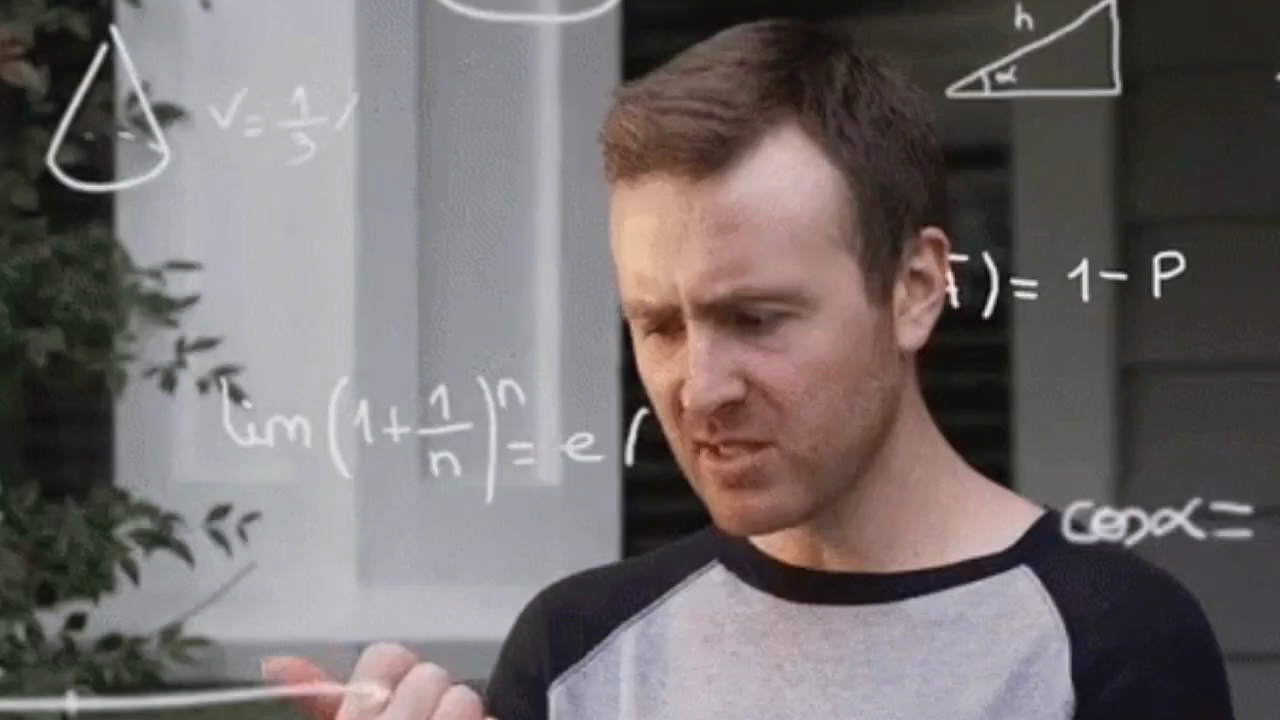 h
α
V = 1/3
) = 1 - P
lim (1 + 1/n)^n = e (
cos α =